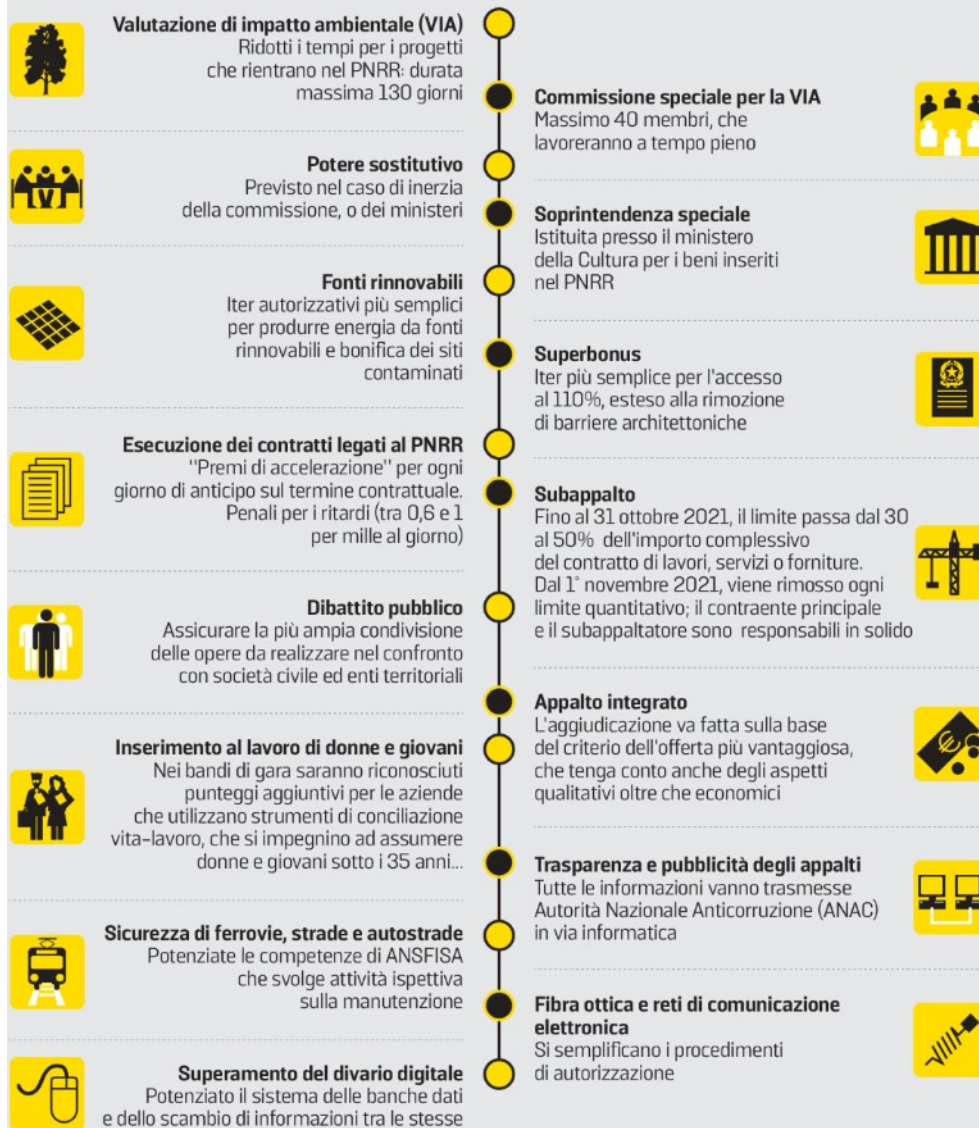 Valutazione di impatto ambientale (VIA)
Ridotti i tempi per i progetti
che rientrano nel PNRR: durata
massima 130 giorni
Commissione speciale per la VIA
Massimo 40 membri, che
lavoreranno a tempo pieno
Potere sostitutivo
Previsto nel caso di inerzia
della commissione, o dei ministeri
Soprintendenza speciale
Istituita presso il ministero
della Cultura per i beni inseriti
nel PNRR
Fonti rinnovabili
Iter autorizzativi più semplici
per produrre energia da fonti
rinnovabili e bonifica dei siti
contaminati
Superbonus
Iter più semplice per l'accesso
al 110%, esteso alla rimozione
di barriere architettoniche
Esecuzione dei contratti legati al PNRR
"Premi di accelerazione" per ogni
giorno di anticipo sul termine contrattuale.
Penali per i ritardi (tra 0,6 e 1
per mille al giorno)
Subappalto
Fino al 31 ottobre 2021, il limite passa dal 30
al 50% dell'importo complessivo
del contratto di lavori, servizi o forniture.
Dal 1° novembre 2021, viene rimosso ogni
limite quantitativo; il contraente principale
e il subappaltatore sono responsabili in solido
Dibattito pubblico
Assicurare la più ampia condivisione
delle opere da realizzare nel confronto
con società civile ed enti territoriali
Appalto integrato
L'aggiudicazione va fatta sulla base
del criterio dell'offerta più vantaggiosa,
che tenga conto anche degli aspetti
qualitativi oltre che economici
Inserimento al lavoro di donne e giovani
Nei bandi di gara saranno riconosciuti
punteggi aggiuntivi per le aziende
che utilizzano strumenti di conciliazione
vita-lavoro, che si impegnino ad assumere
donne e giovani sotto i 35 anni...
Trasparenza e pubblicità degli appalti
Tutte le informazioni vanno trasmesse
Autorità Nazionale Anticorruzione (ANAC)
in via informatica
Sicurezza di ferrovie, strade e autostrade
Potenziate le competenze di ANSFISA
che svolge attività ispettiva
sulla manutenzione
Fibra ottica e reti di comunicazione
elettronica
Si semplificano i procedimenti
di autorizzazione
Superamento del divario digitale
Potenziato il sistema delle banche dati
e dello scambio di informazioni tra le stesse